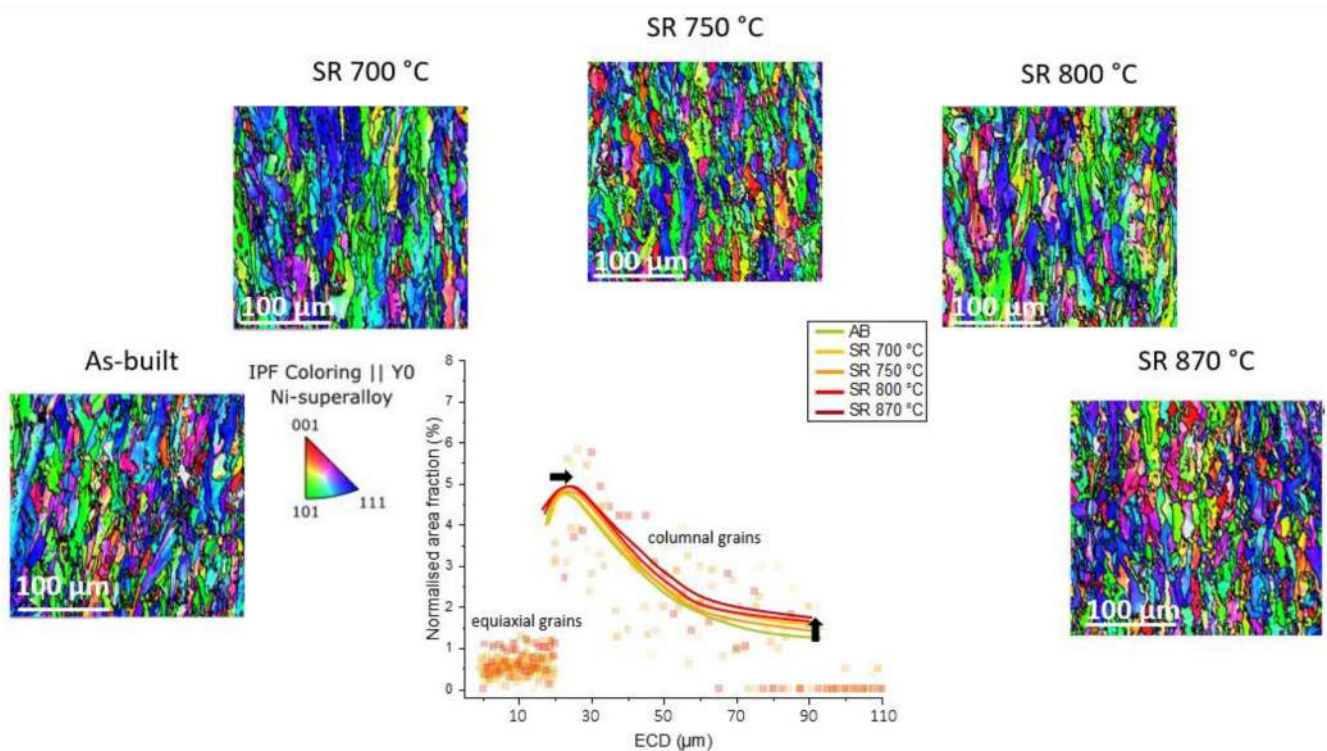 SR 750 °C
SR 700 °C
SR 800 °C
100 µm
100 µm
100 µm
As-built
SR 870 °C
100 µm
100 µm
IPF Coloring || Y0
Ni-superalloy
001
101
111
AB
SR 700 °C
SR 750 °C
SR 800 °C
SR 870 °C
Normalised area fraction (%)
8
7
6
5
4
3
2
1
0
columnal grains
equiaxial grains
10
30
50
70
90
110
ECD (µm)